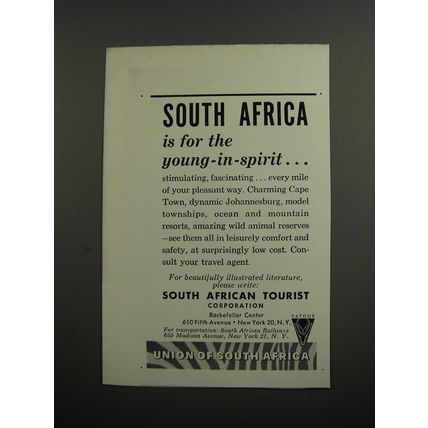 SOUTH AFRICA
is for the
young-in-spirit...
stimulating, fascinating ... every mile
of your pleasant way. Charming Cape
Town, dynamic Johannesburg, model
townships, ocean and mountain
resorts, amazing wild animal reserves
—see them all in leisurely comfort and
safety, at surprisingly low cost. Con-
sult your travel agent.
For beautifully illustrated literature,
please write:
SOUTH AFRICAN TOURIST
CORPORATION
Rockefeller Center
610 Fifth Avenue • New York 20, N. Y.
SATOUR
For transportation: South African Railways
655 Madison Avenue, New York 21, N. Y.
UNION OF SOUTH AFRICA